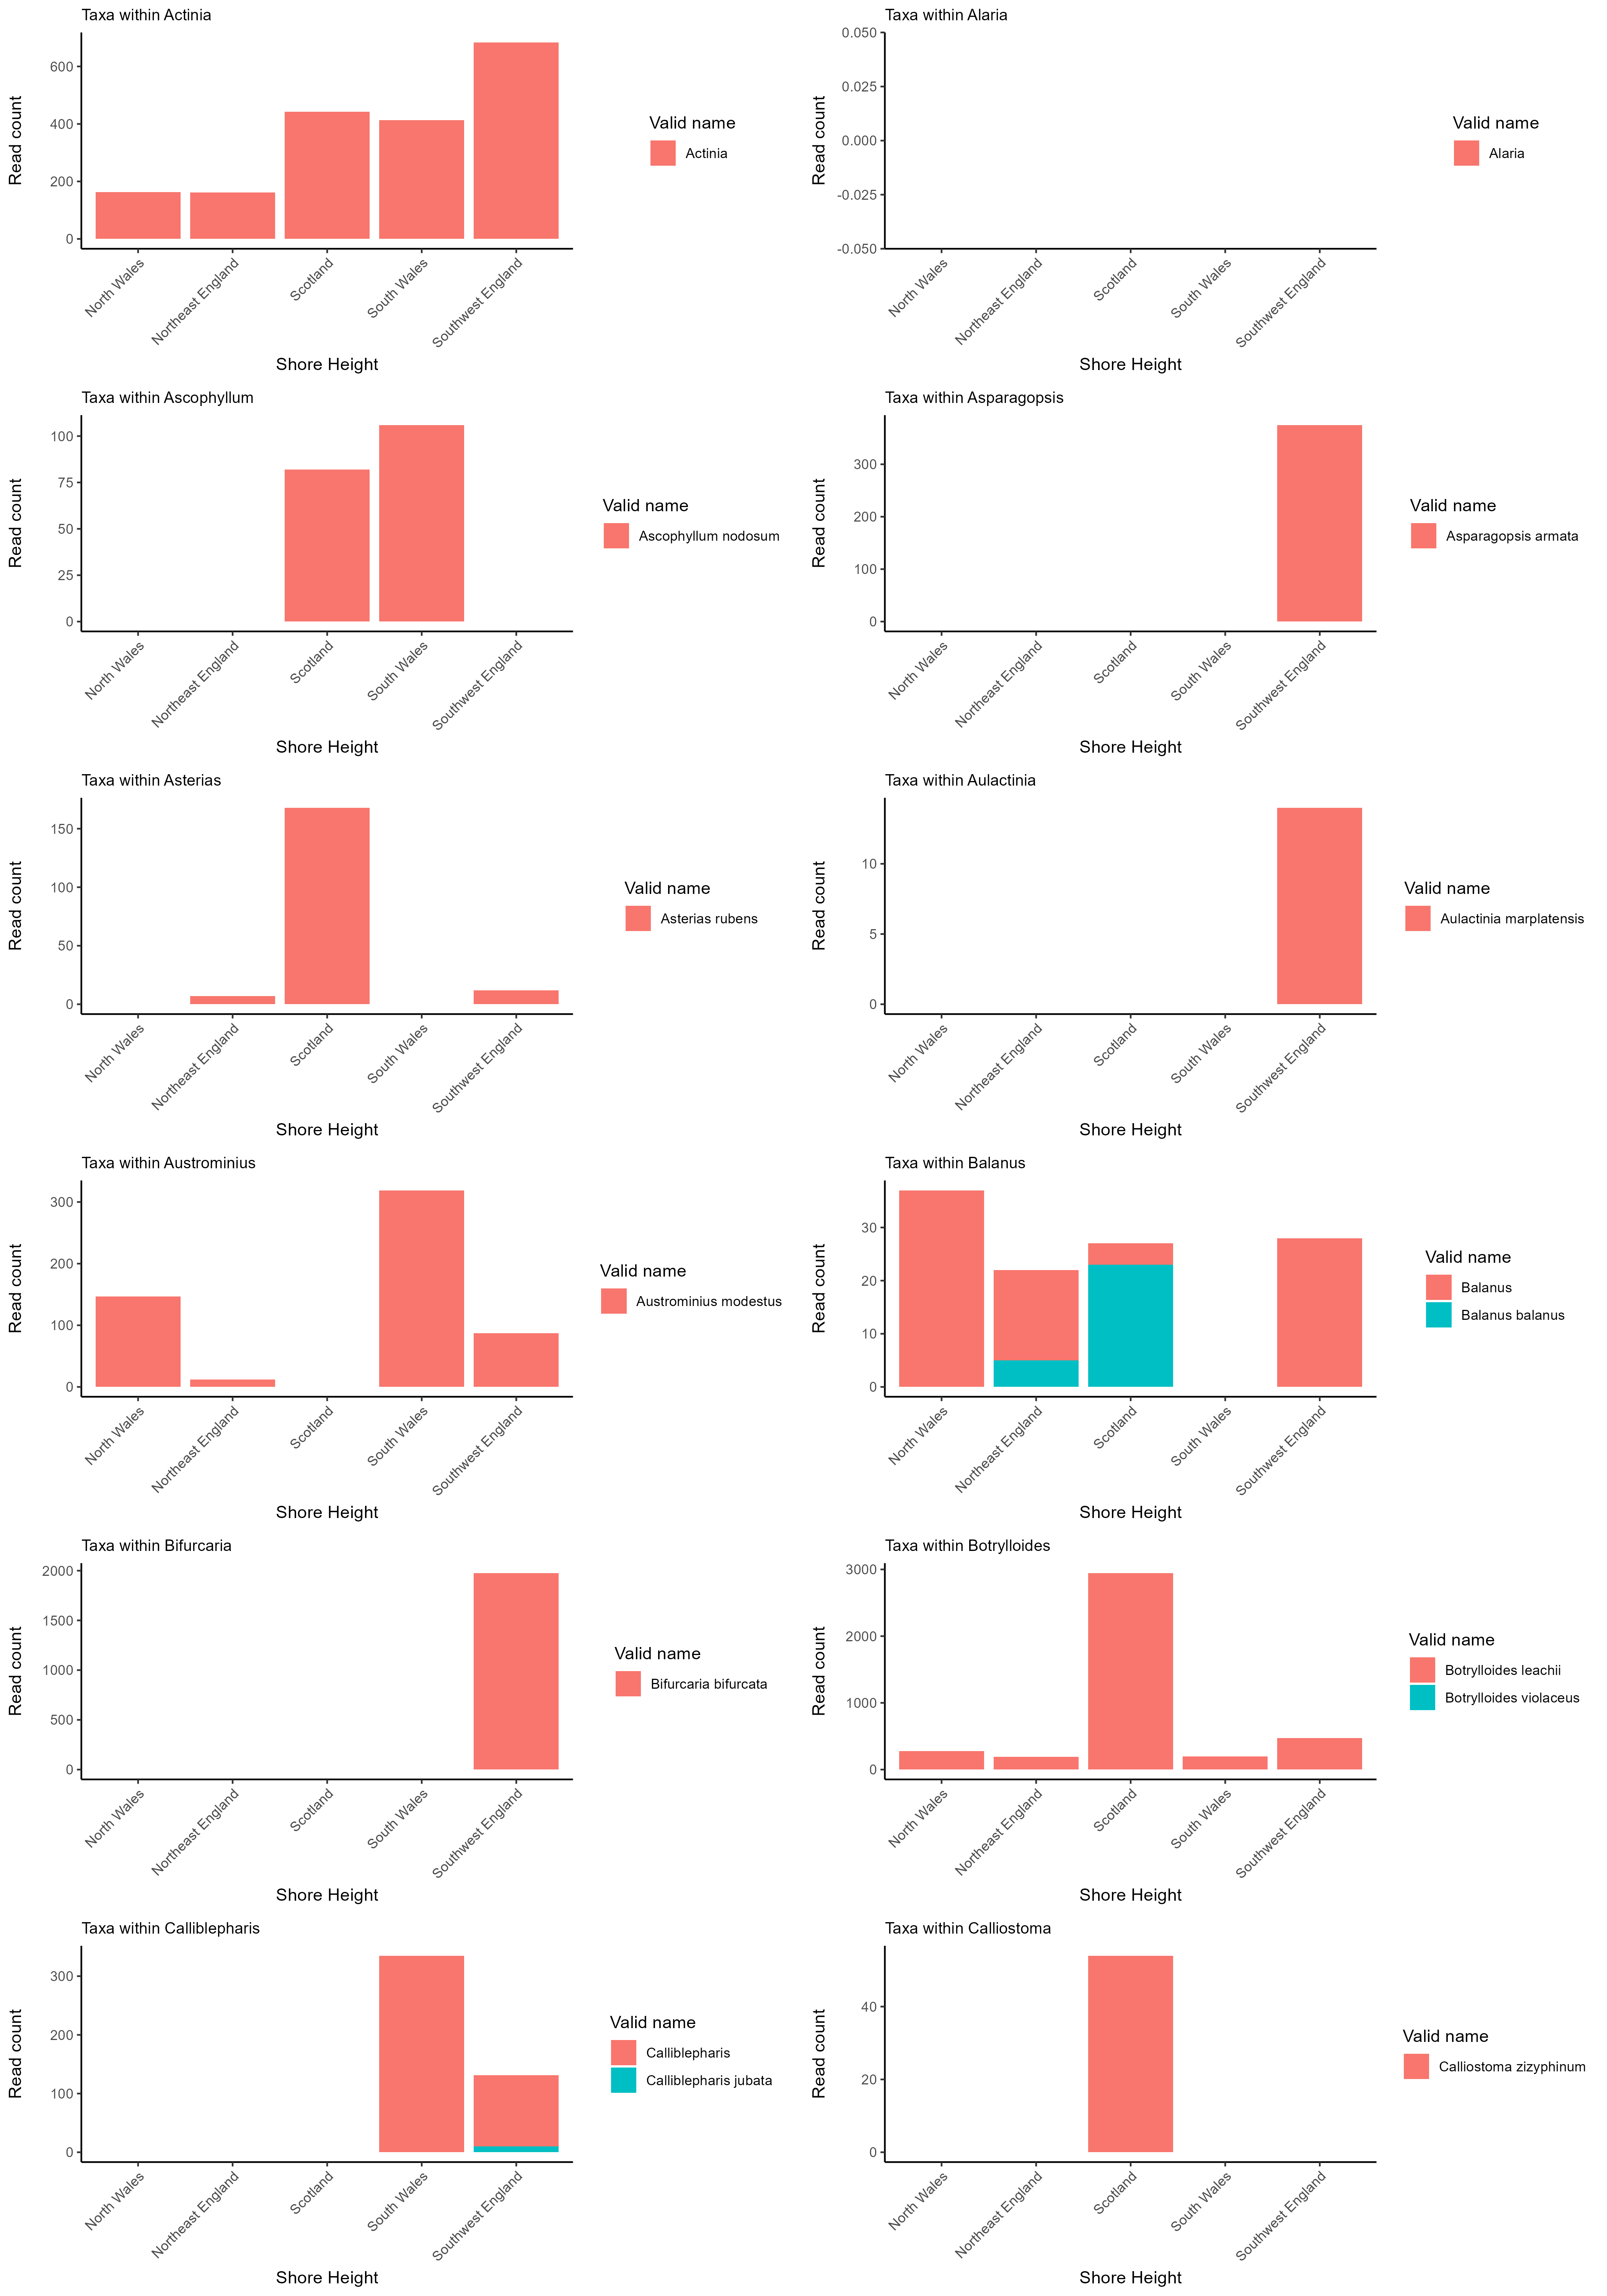 Taxa within Actinia
Read count
600
400
200
0
North Wales
Northeast England
Scotland
South Wales
Southwest England
Shore Height
Valid name
Actinia
Taxa within Alaria
Read count
0.050
0.025
0.000
-0.025
-0.050
North Wales
Northeast England
Scotland
South Wales
Southwest England
Shore Height
Valid name
Alaria
Taxa within Ascophyllum
Read count
100
75
50
25
0
North Wales
Northeast England
Scotland
South Wales
Southwest England
Shore Height
Valid name
Ascophyllum nodosum
Taxa within Asparagopsis
Read count
300
200
100
0
North Wales
Northeast England
Scotland
South Wales
Southwest England
Shore Height
Valid name
Asparagopsis armata
Taxa within Asterias
Read count
150
100
50
0
North Wales
Northeast England
Scotland
South Wales
Southwest England
Shore Height
Valid name
Asterias rubens
Taxa within Aulactinia
Read count
10
5
0
North Wales
Northeast England
Scotland
South Wales
Southwest England
Shore Height
Valid name
Aulactinia marplatensis
Taxa within Austrominius
Read count
300
200
100
0
North Wales
Northeast England
Scotland
South Wales
Southwest England
Shore Height
Valid name
Austrominius modestus
Taxa within Balanus
Read count
30
20
10
0
North Wales
Northeast England
Scotland
South Wales
Southwest England
Shore Height
Valid name
Balanus
Balanus balanus
Taxa within Bifurcaria
Read count
2000
1500
1000
500
0
North Wales
Northeast England
Scotland
South Wales
Southwest England
Shore Height
Valid name
Bifurcaria bifurcata
Taxa within Botrylloides
Read count
3000
2000
1000
0
North Wales
Northeast England
Scotland
South Wales
Southwest England
Shore Height
Valid name
Botrylloides leachii
Botrylloides violaceus
Taxa within Calliblepharis
Read count
300
200
100
0
North Wales
Northeast England
Scotland
South Wales
Southwest England
Shore Height
Valid name
Calliblepharis
Calliblepharis jubata
Taxa within Calliostoma
Read count
40
20
0
North Wales
Northeast England
Scotland
South Wales
Southwest England
Shore Height
Valid name
Calliostoma zizyphinum